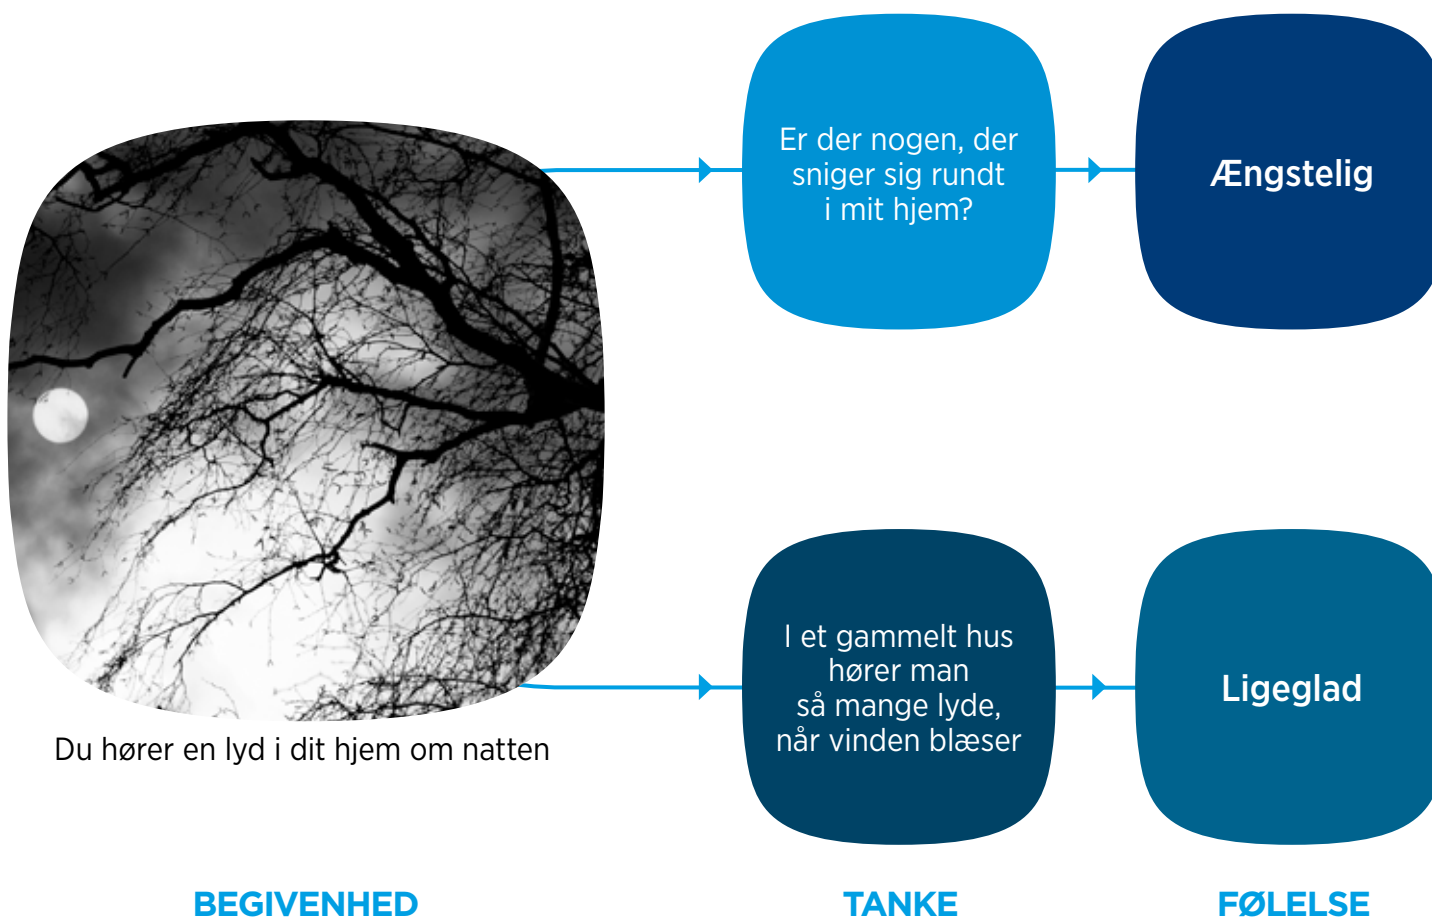 Er der nogen, der
sniger sig rundt
i mit hjem?
Ængstelig
Du hører en lyd i dit hjem om natten
I et gammelt hus
hører man
så mange lyde,
når vinden blæser
Ligeglad
BEGIVENHED
TANKE
FØLELSE